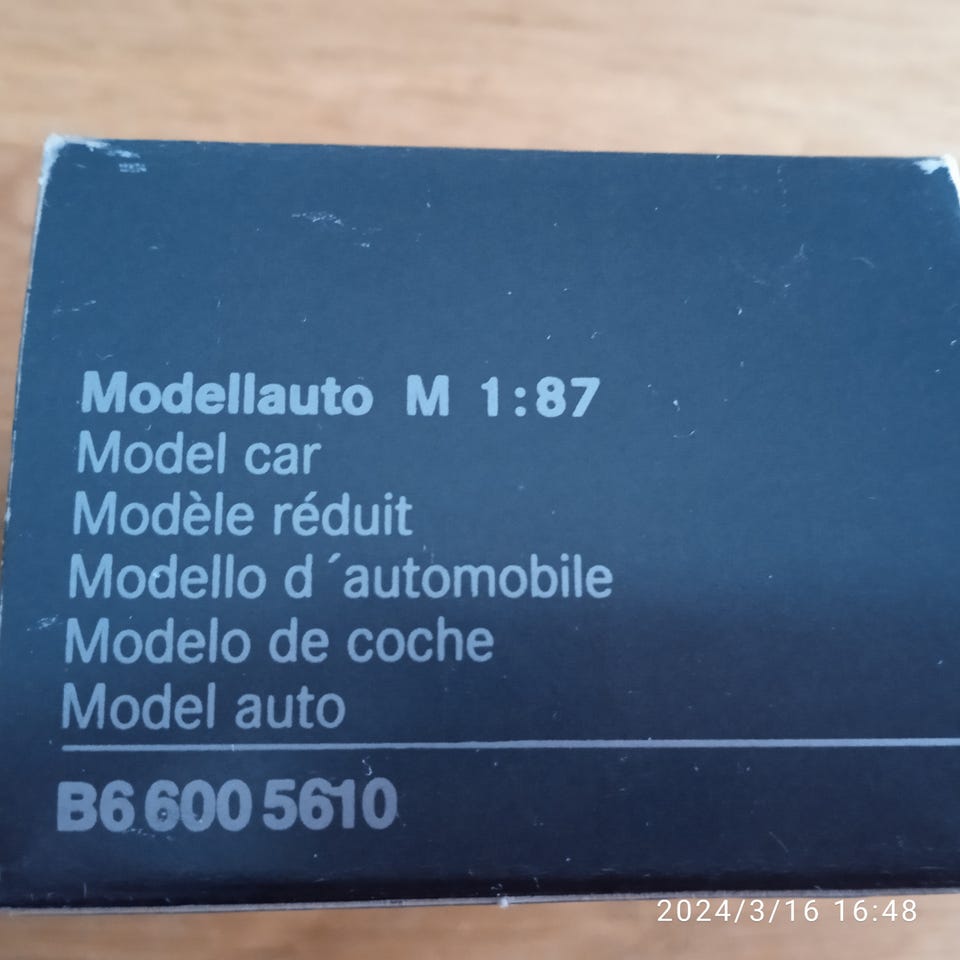 Modellauto M 1:87
Model car
Modèle réduit
Modello d´automobile
Modelo de coche
Model auto
B6 600 5610
2024/3/16 16:48